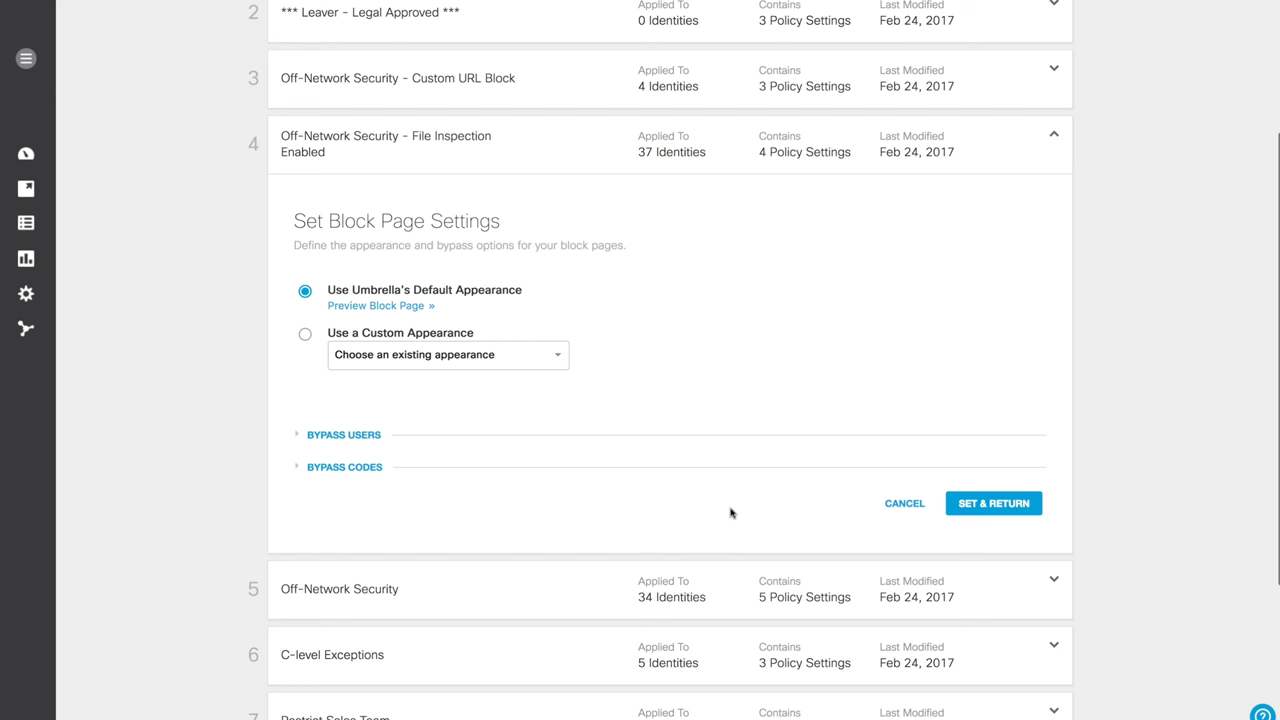 2
*** Leaver - Legal Approved ***
Applied To
0 Identities
Contains
3 Policy Settings
Last Modified
Feb 24, 2017
3
Off-Network Security - Custom URL Block
Applied To
4 Identities
Contains
3 Policy Settings
Last Modified
Feb 24, 2017
4
Off-Network Security - File Inspection
Enabled
Applied To
37 Identities
Contains
4 Policy Settings
Last Modified
Feb 24, 2017
Set Block Page Settings
Define the appearance and bypass options for your block pages.
Use Umbrella's Default Appearance
Preview Block Page »
Use a Custom Appearance
Choose an existing appearance
BYPASS USERS
BYPASS CODES
CANCEL
SET & RETURN
5
Off-Network Security
Applied To
34 Identities
Contains
5 Policy Settings
Last Modified
Feb 24, 2017
6
C-level Exceptions
Applied To
5 Identities
Contains
3 Policy Settings
Last Modified
Feb 24, 2017
7
Restrict Sales Team
Applied To
Contains
Last Modified
?